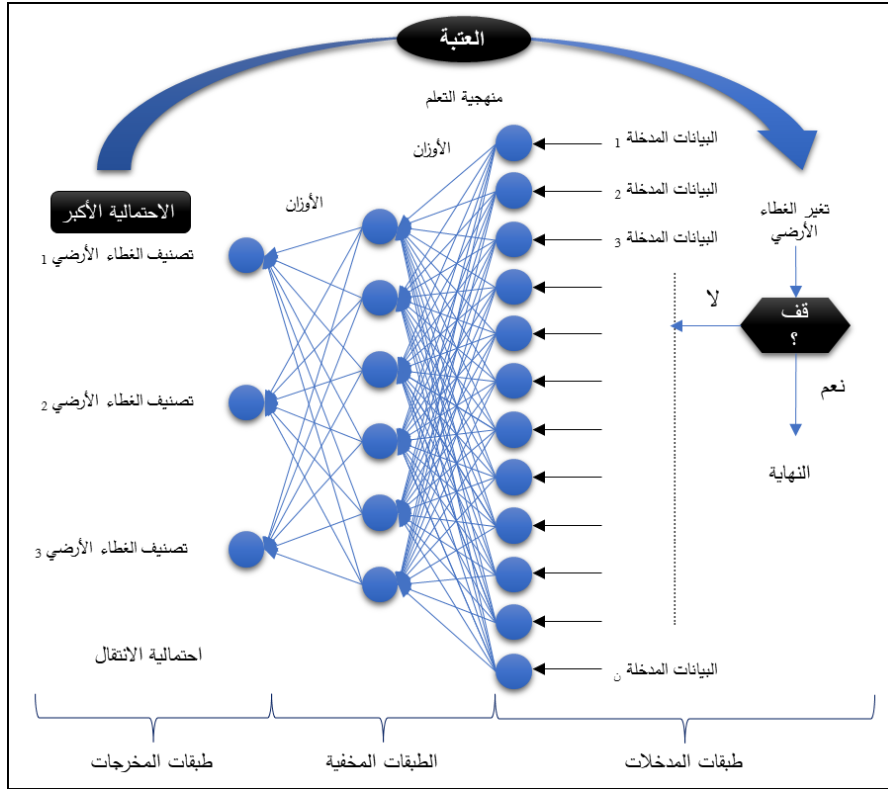 العتبة
منهجية التعلم
الأوزان
الأوزان
البيانات المدخلة 1
البيانات المدخلة 2
البيانات المدخلة 3
البيانات المدخلة ن
تغير الغطاء
الأرضي
قف
؟
لا
نعم
النهاية
الاحتمالية الأكبر
تصنيف الغطاء الأرضي 1
تصنيف الغطاء الأرضي 2
تصنيف الغطاء الأرضي 3
احتمالية الانتقال
طبقات المدخلات
الطبقات المخفية
طبقات المخرجات